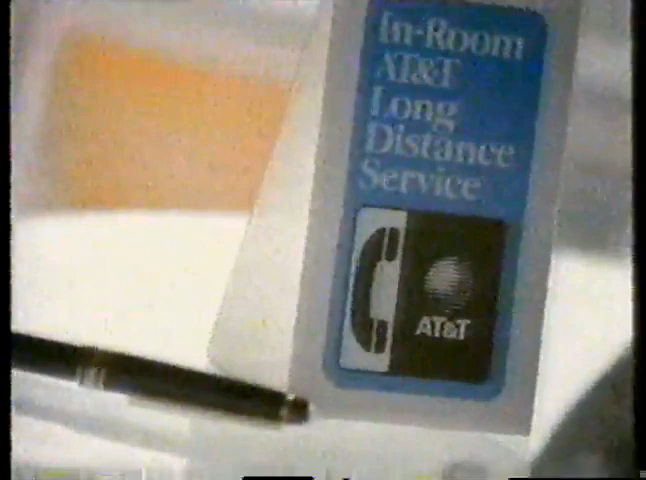 In-Room
AT&T
Long
Distance
Service
AT&T